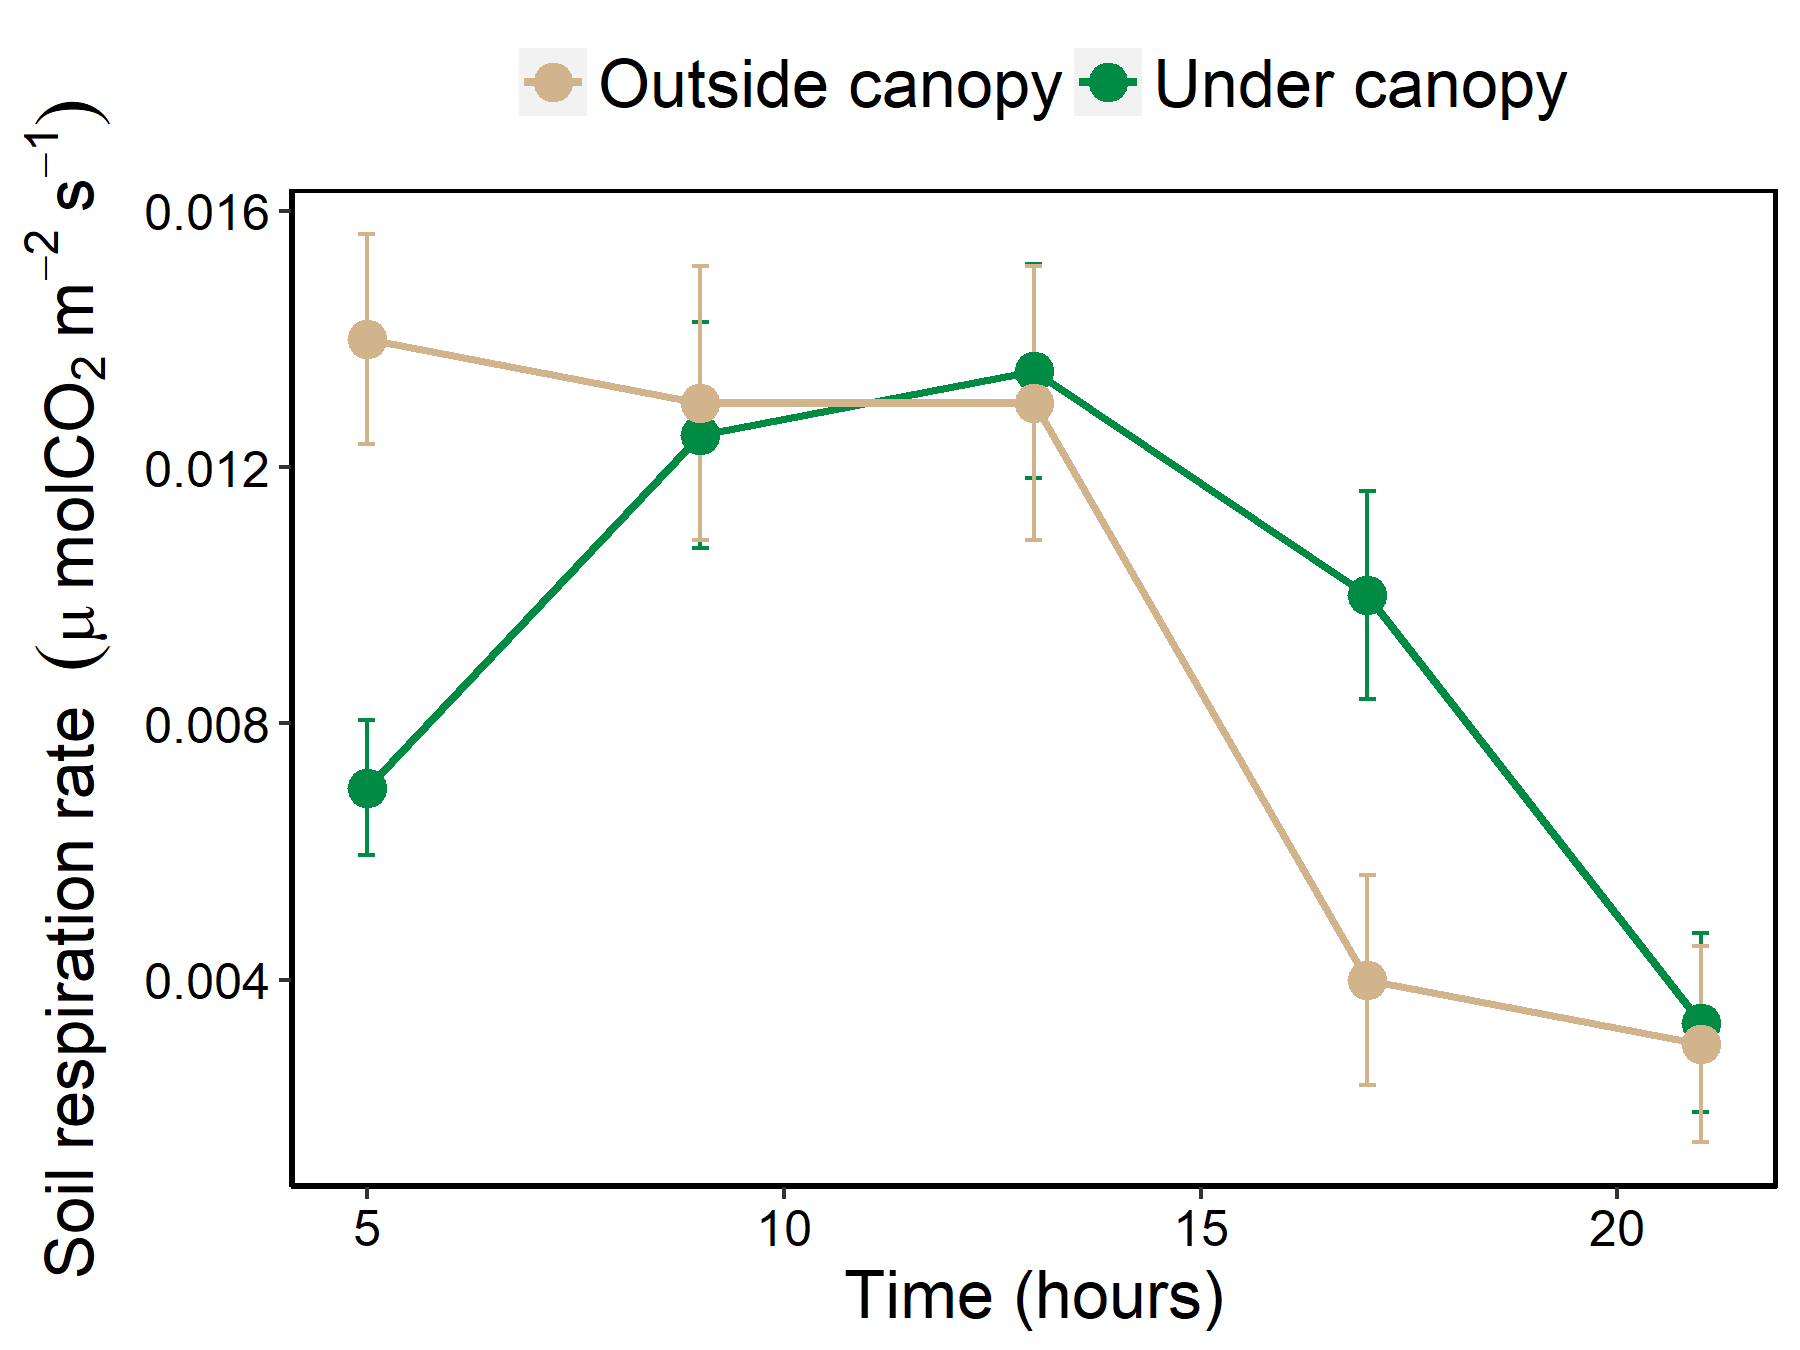 Outside canopy Under canopy
Soil respiration rate (μ molCO₂ m⁻² s⁻¹)
0.016
0.012
0.008
0.004
5 10 15 20
Time (hours)